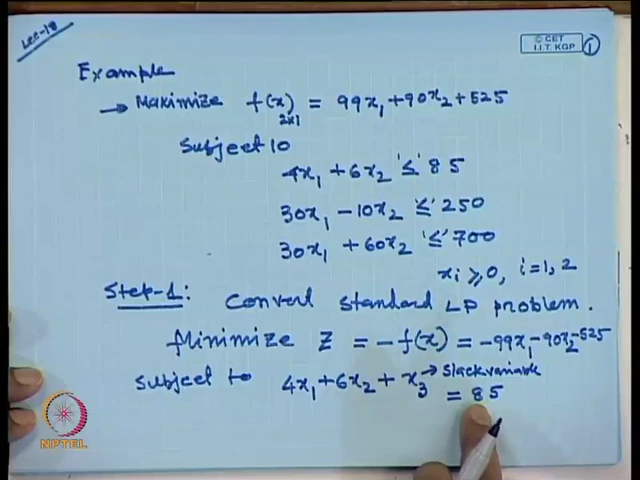 Lec-18
© CET
I.I.T. KGP
1
Example
→ Maximize f(x) = 99x₁ + 90x₂ + 525
2x1
Subject to
4x₁ + 6x₂ '≤' 85
30x₁ - 10x₂ '≤' 250
30x₁ + 60x₂ '≤' 700
xᵢ ≥ 0, i = 1, 2
Step-1: Convert standard LP problem.
Minimize Z = -f(x) = -99x₁ - 90x₂ - 525
Subject to 4x₁ + 6x₂ + x₃ → Slack variable
= 85
NPTEL